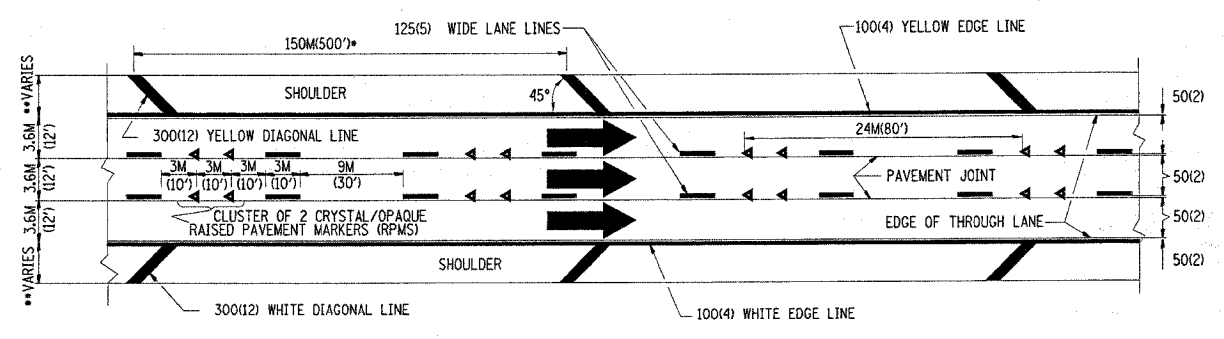 125(5) WIDE LANE LINES
100(4) YELLOW EDGE LINE
150M(500')*
**VARIES
SHOULDER
45°
50(2)
300(12) YELLOW DIAGONAL LINE
24M(80')
3.6M
(12')
3M
(10')
3M
(10')
3M
(10')
3M
(10')
9M
(30')
3.6M
(12')
PAVEMENT JOINT
50(2)
CLUSTER OF 2 CRYSTAL/OPAQUE
RAISED PAVEMENT MARKERS (RPMS)
3.6M
(12')
EDGE OF THROUGH LANE
50(2)
**VARIES
SHOULDER
50(2)
300(12) WHITE DIAGONAL LINE
100(4) WHITE EDGE LINE